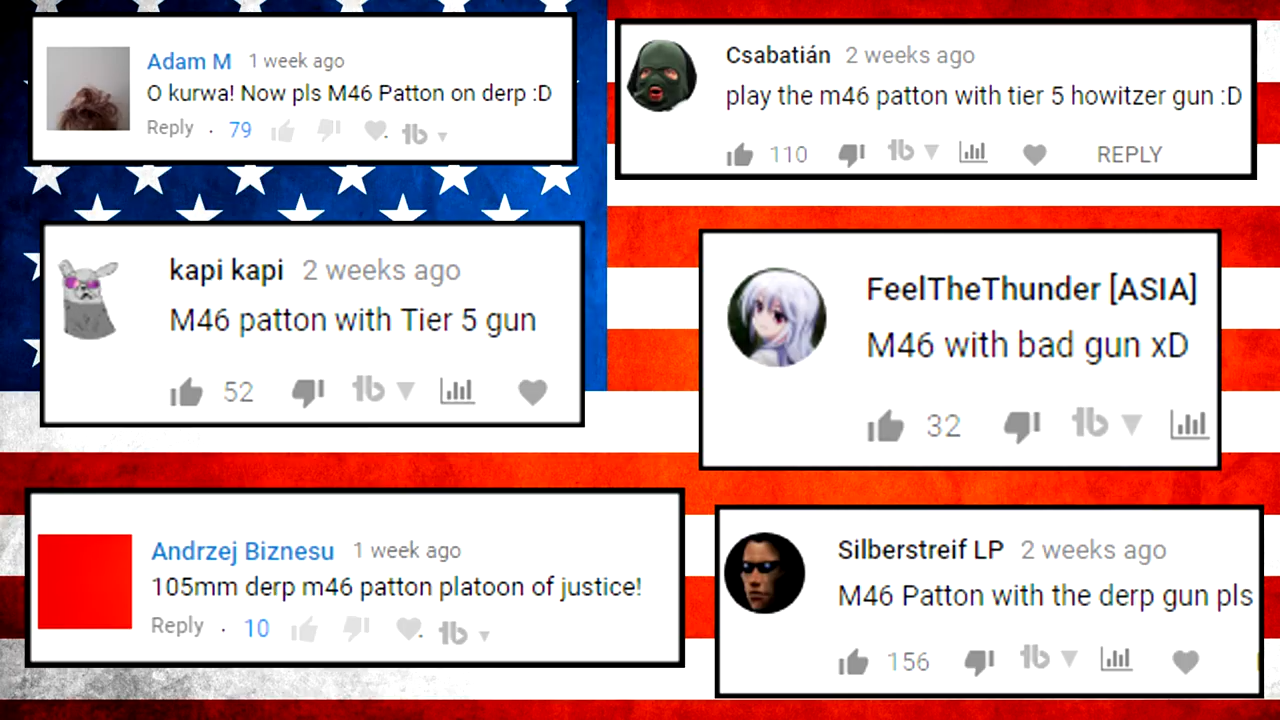 Adam M 1 week ago
O kurwa! Now pls M46 Patton on derp :D
Reply . 79
Csabatián 2 weeks ago
play the m46 patton with tier 5 howitzer gun :D
110 REPLY
kapi kapi 2 weeks ago
M46 patton with Tier 5 gun
52
FeelTheThunder [ASIA]
M46 with bad gun xD
32
Andrzej Biznesu 1 week ago
105mm derp m46 patton platoon of justice!
Reply . 10
Silberstreif LP 2 weeks ago
M46 Patton with the derp gun pls
156